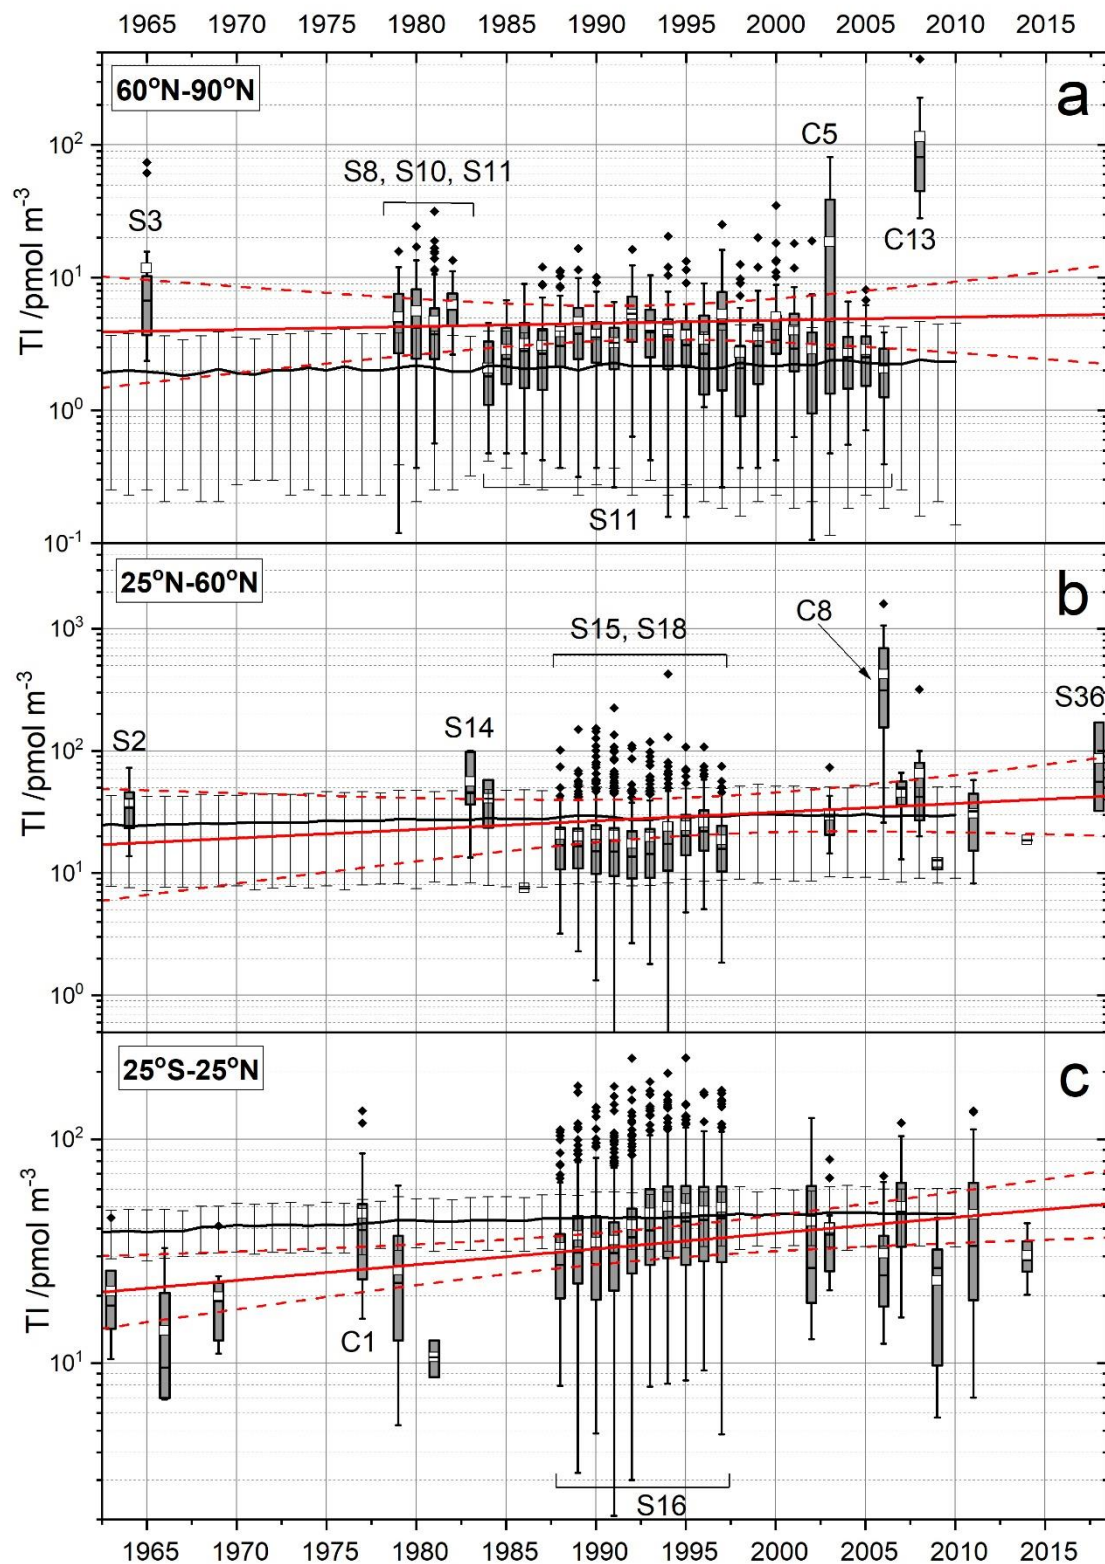 1965 1970 1975 1980 1985 1990 1995 2000 2005 2010 2015
60°N-90°N
a
C5
10²
S8, S10, S11
S3
C13
TI /pmol m⁻³
10¹
10⁰
S11
10⁻¹
25°N-60°N
b
10³
S15, S18
C8
S36
S2
S14
10²
TI /pmol m⁻³
10¹
10⁰
25°S-25°N
c
10²
TI /pmol m⁻³
C1
10¹
S16
1965 1970 1975 1980 1985 1990 1995 2000 2005 2010 2015